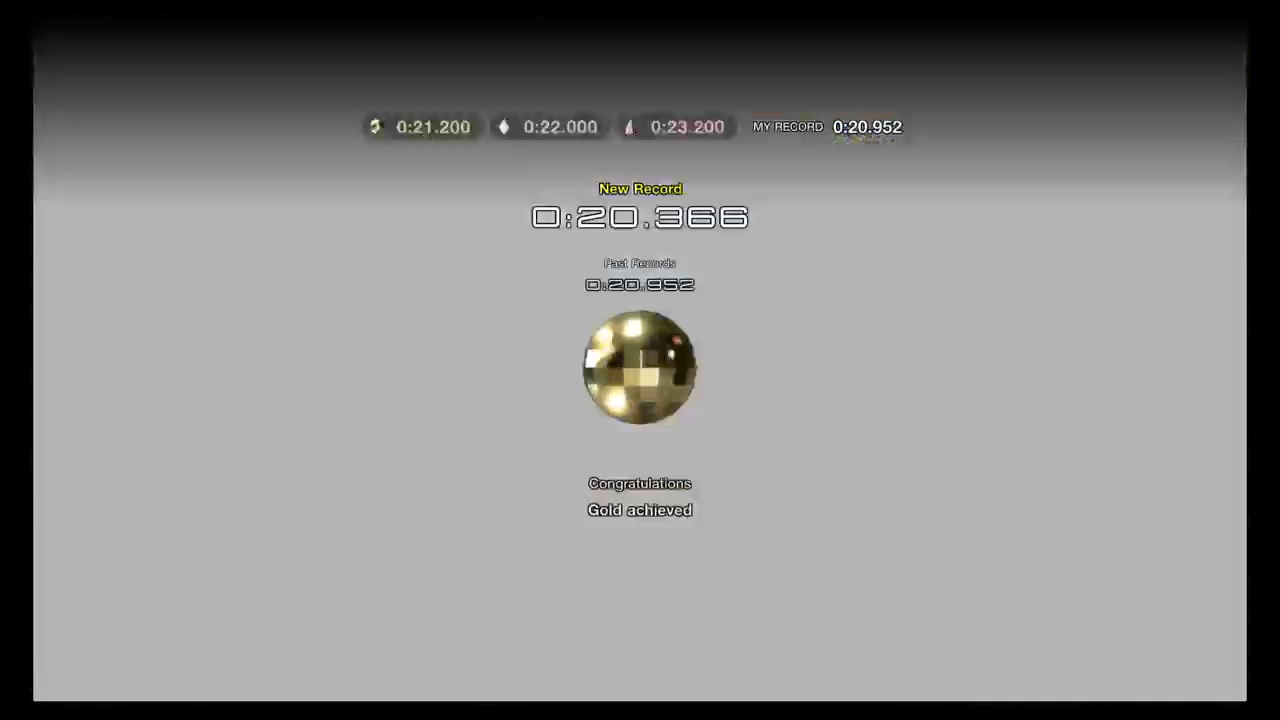 0:21.200 0:22.000 0:23.200 MY RECORD 0:20.952
New Record
0:20.366
Past Records
0:20.952
Congratulations
Gold achieved